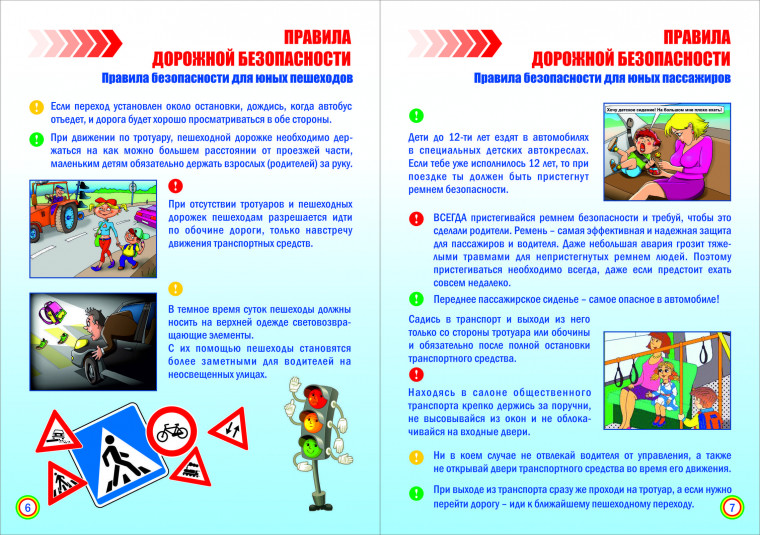 ПРАВИЛА
ДОРОЖНОЙ БЕЗОПАСНОСТИ
Правила безопасности для юных пешеходов
Если переход установлен около остановки, дождись, когда автобус
отъедет, и дорога будет хорошо просматриваться в обе стороны.
При движении по тротуару, пешеходной дорожке необходимо дер-
жаться на как можно большем расстоянии от проезжей части,
маленьким детям обязательно держать взрослых (родителей) за руку.
При отсутствии тротуаров и пешеходных
дорожек пешеходам разрешается идти
по обочине дороги, только навстречу
движения транспортных средств.
В темное время суток пешеходы должны
носить на верхней одежде световозвра-
щающие элементы.
С их помощью пешеходы становятся
более заметными для водителей на
неосвещенных улицах.
6
ПРАВИЛА
ДОРОЖНОЙ БЕЗОПАСНОСТИ
Правила безопасности для юных пассажиров
Хочу детское сидение! На большом мне плохо ехать!
Дети до 12-ти лет ездят в автомобилях
в специальных детских автокреслах.
Если тебе уже исполнилось 12 лет, то при
поездке ты должен быть пристегнут
ремнем безопасности.
ВСЕГДА пристегивайся ремнем безопасности и требуй, чтобы это
сделали родители. Ремень – самая эффективная и надежная защита
для пассажиров и водителя. Даже небольшая авария грозит тяже-
лыми травмами для непристегнутых ремнем людей. Поэтому
пристегиваться необходимо всегда, даже если предстоит ехать
совсем недалеко.
Переднее пассажирское сиденье – самое опасное в автомобиле!
Садись в транспорт и выходи из него
только со стороны тротуара или обочины
и обязательно после полной остановки
транспортного средства.
Находясь в салоне общественного
транспорта крепко держись за поручни,
не высовывайся из окон и не облока-
чивайся на входные двери.
Ни в коем случае не отвлекай водителя от управления, а также
не открывай двери транспортного средства во время его движения.
При выходе из транспорта сразу же проходи на тротуар, а если нужно
перейти дорогу – иди к ближайшему пешеходному переходу.
7